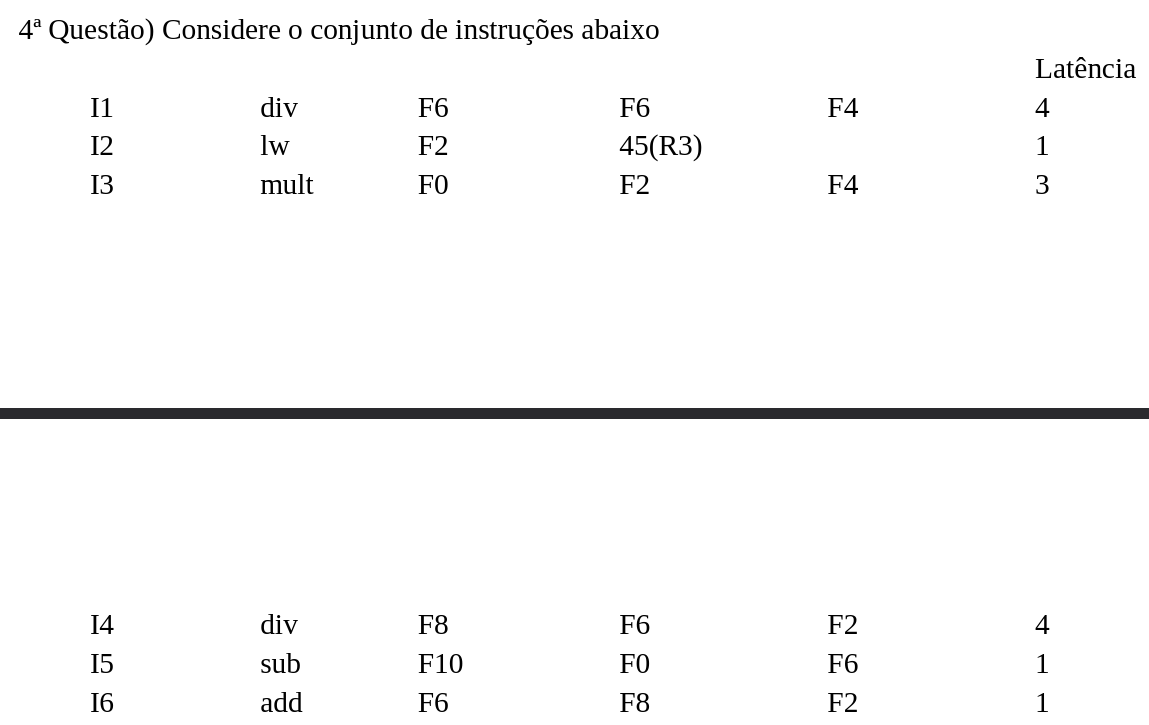 4ª Questão) Considere o conjunto de instruções abaixo
Latência
I1 div F6 F6 F4 4
I2 lw F2 45(R3) 1
I3 mult F0 F2 F4 3
I4 div F8 F6 F2 4
I5 sub F10 F0 F6 1
I6 add F6 F8 F2 1